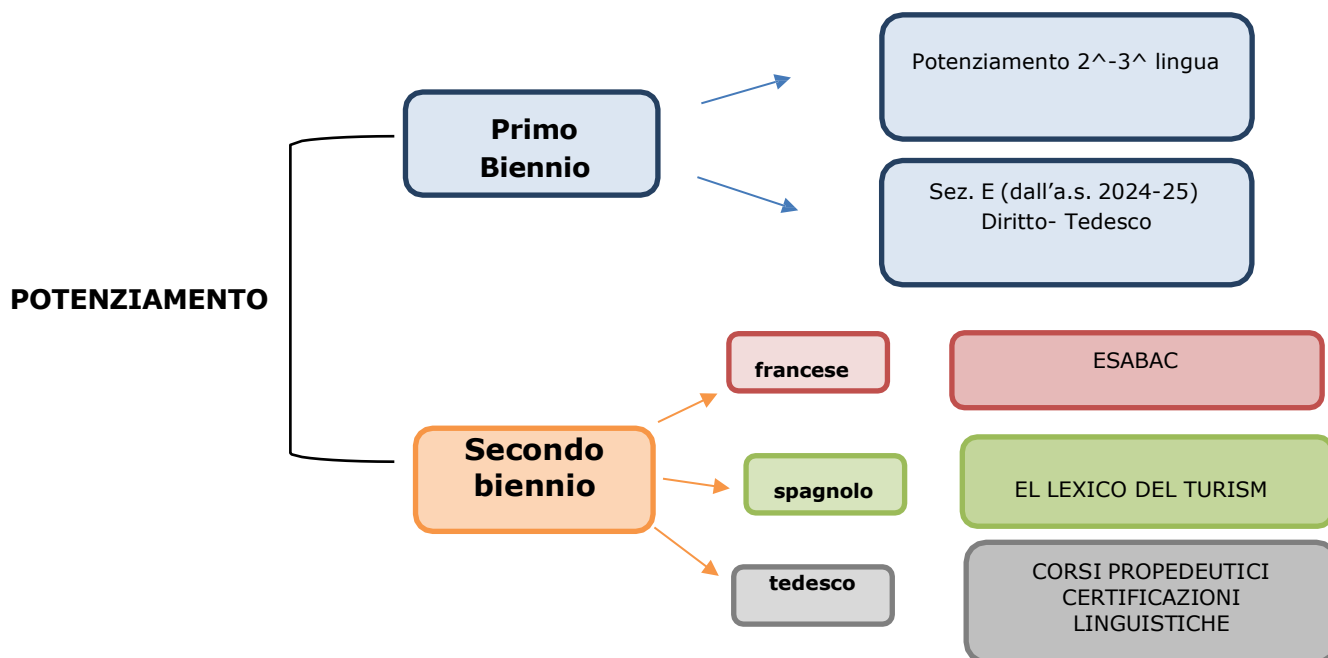 POTENZIAMENTO
Primo
Biennio
Potenziamento 2^-3^ lingua
Sez. E (dall’a.s. 2024-25)
Diritto- Tedesco
Secondo
biennio
francese
ESABAC
spagnolo
EL LEXICO DEL TURISM
tedesco
CORSI PROPEDEUTICI
CERTIFICAZIONI
LINGUISTICHE